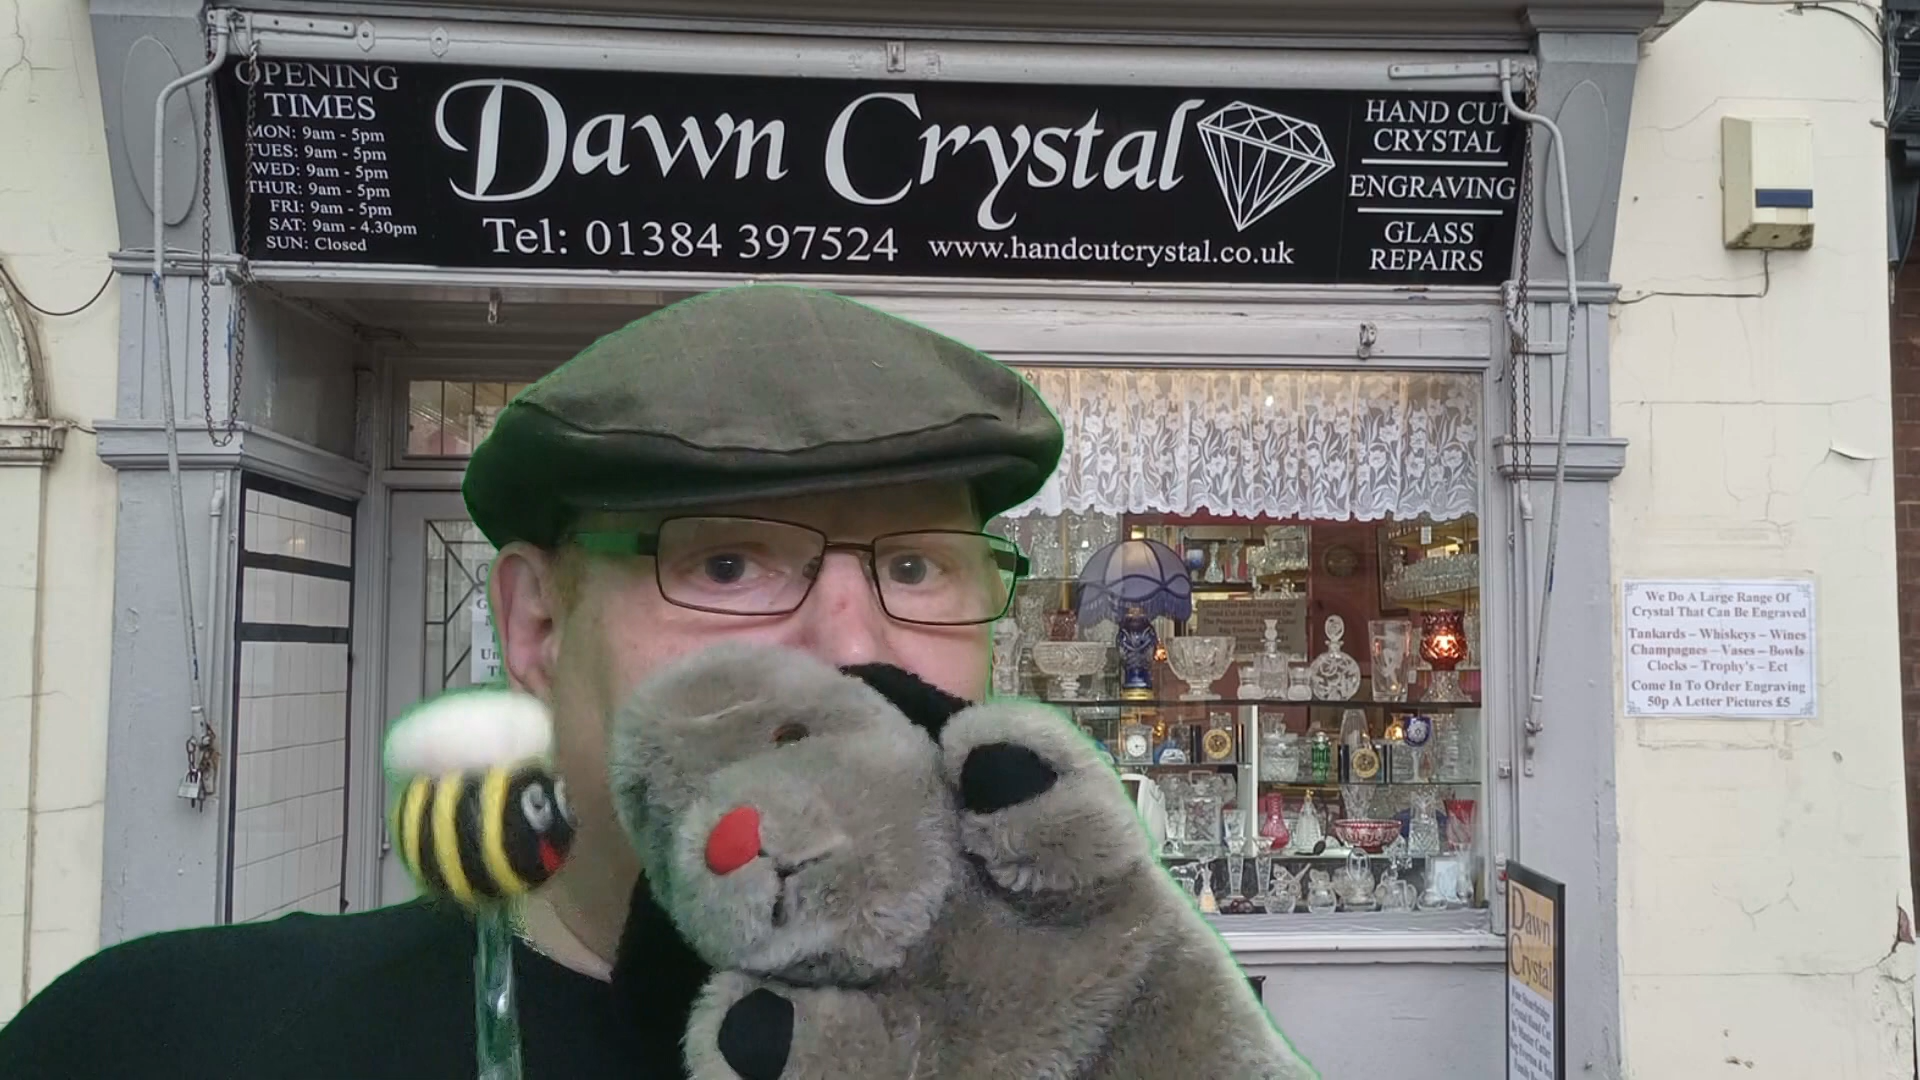 OPENING
TIMES
MON: 9am - 5pm
TUES: 9am - 5pm
WED: 9am - 5pm
THUR: 9am - 5pm
FRI: 9am - 5pm
SAT: 9am - 4.30pm
SUN: Closed
Dawn Crystal
Tel: 01384 397524 www.handcutcrystal.co.uk
HAND CUT
CRYSTAL
ENGRAVING
GLASS
REPAIRS
We Do A Large Range Of
Crystal That Can Be Engraved
Tankards – Whiskeys – Wines
Champagnes – Vases – Bowls
Clocks – Trophy's – Ect
Come In To Order Engraving
50p A Letter Pictures £5
Dawn
Crystal